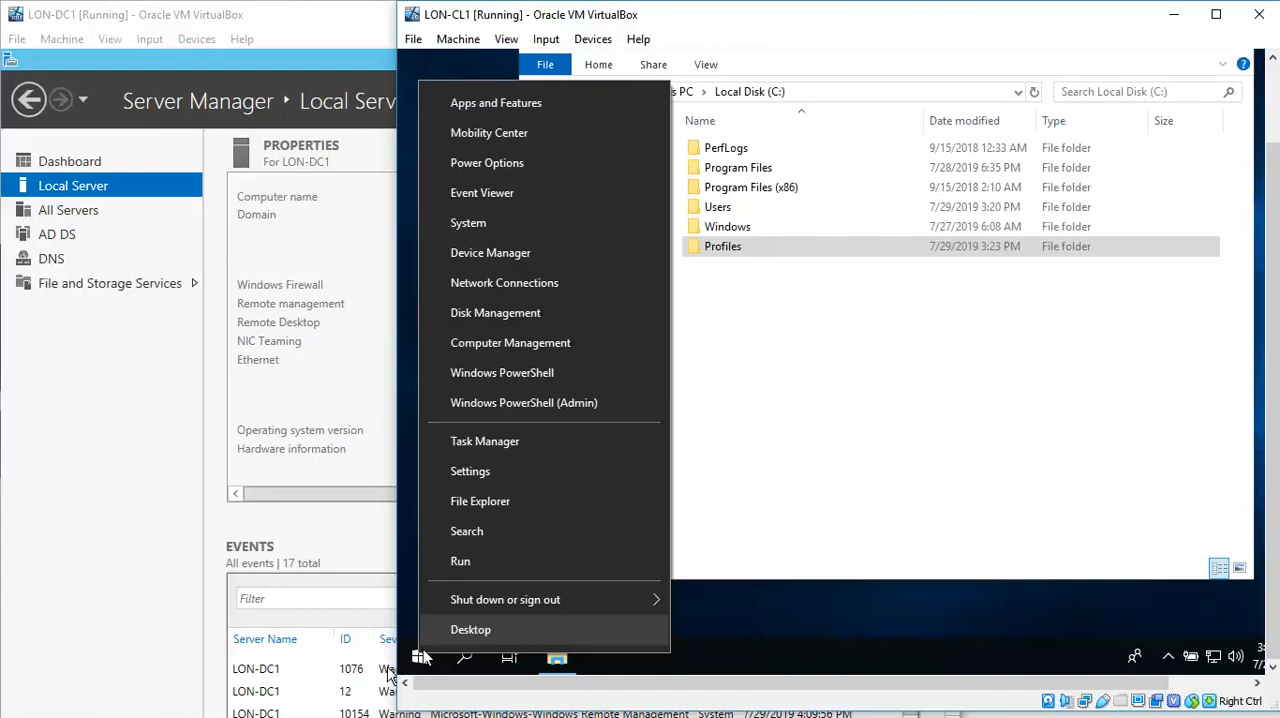 LON-DC1 [Running] - Oracle VM VirtualBox
File Machine View Input Devices Help
Server Manager ‣ Local Serv
Dashboard
Local Server
All Servers
AD DS
DNS
File and Storage Services
PROPERTIES
For LON-DC1
Computer name
Domain
Windows Firewall
Remote management
Remote Desktop
NIC Teaming
Ethernet
Operating system version
Hardware information
EVENTS
All events | 17 total
Filter
Server Name ID Sev
LON-DC1 1076 Wa
LON-DC1 12 Wa
LON-DC1 10154 Warning Microsoft-Windows-Windows Remote Management System 7/29/2019 4:09:56 PM
LON-CL1 [Running] - Oracle VM VirtualBox
File Machine View Input Devices Help
File Home Share View
s PC > Local Disk (C:)
Search Local Disk (C:)
Name Date modified Type Size
PerfLogs 9/15/2018 12:33 AM File folder
Program Files 7/28/2019 6:35 PM File folder
Program Files (x86) 9/15/2018 2:10 AM File folder
Users 7/29/2019 3:20 PM File folder
Windows 7/27/2019 6:08 AM File folder
Profiles 7/29/2019 3:23 PM File folder
Apps and Features
Mobility Center
Power Options
Event Viewer
System
Device Manager
Network Connections
Disk Management
Computer Management
Windows PowerShell
Windows PowerShell (Admin)
Task Manager
Settings
File Explorer
Search
Run
Shut down or sign out
Desktop
Right Ctrl